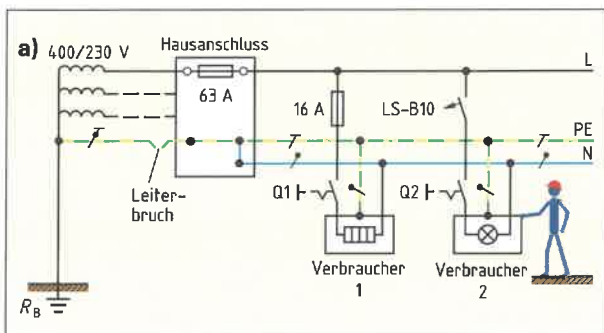 a)
400/230 V
Hausanschluss
63 A
16 A
LS-B10
L
PE
N
Leiter-
bruch
Q1
Q2
Verbraucher
1
Verbraucher
2
R_B